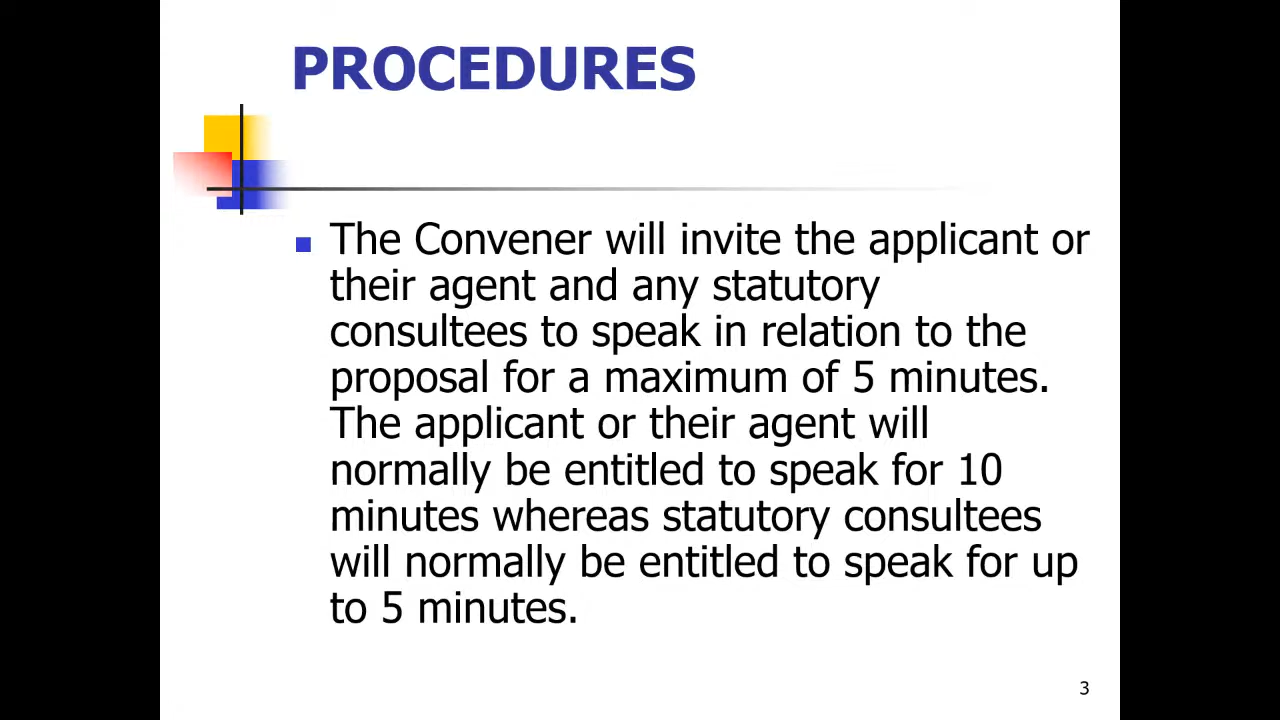 PROCEDURES
The Convener will invite the applicant or
their agent and any statutory
consultees to speak in relation to the
proposal for a maximum of 5 minutes.
The applicant or their agent will
normally be entitled to speak for 10
minutes whereas statutory consultees
will normally be entitled to speak for up
to 5 minutes.
3